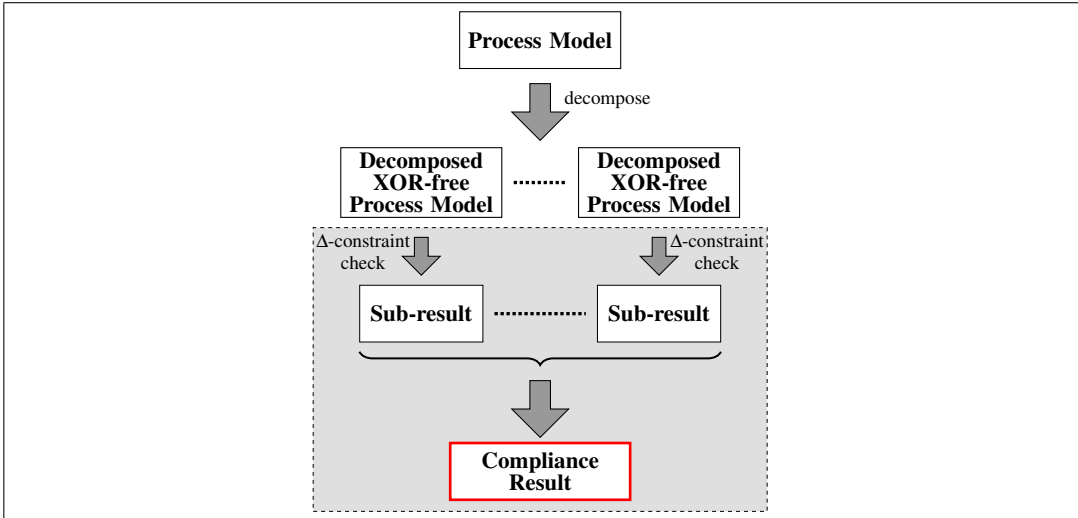 Process Model
decompose
Decomposed
XOR-free
Process Model
Decomposed
XOR-free
Process Model
Δ-constraint
check
Δ-constraint
check
Sub-result
Sub-result
Compliance
Result